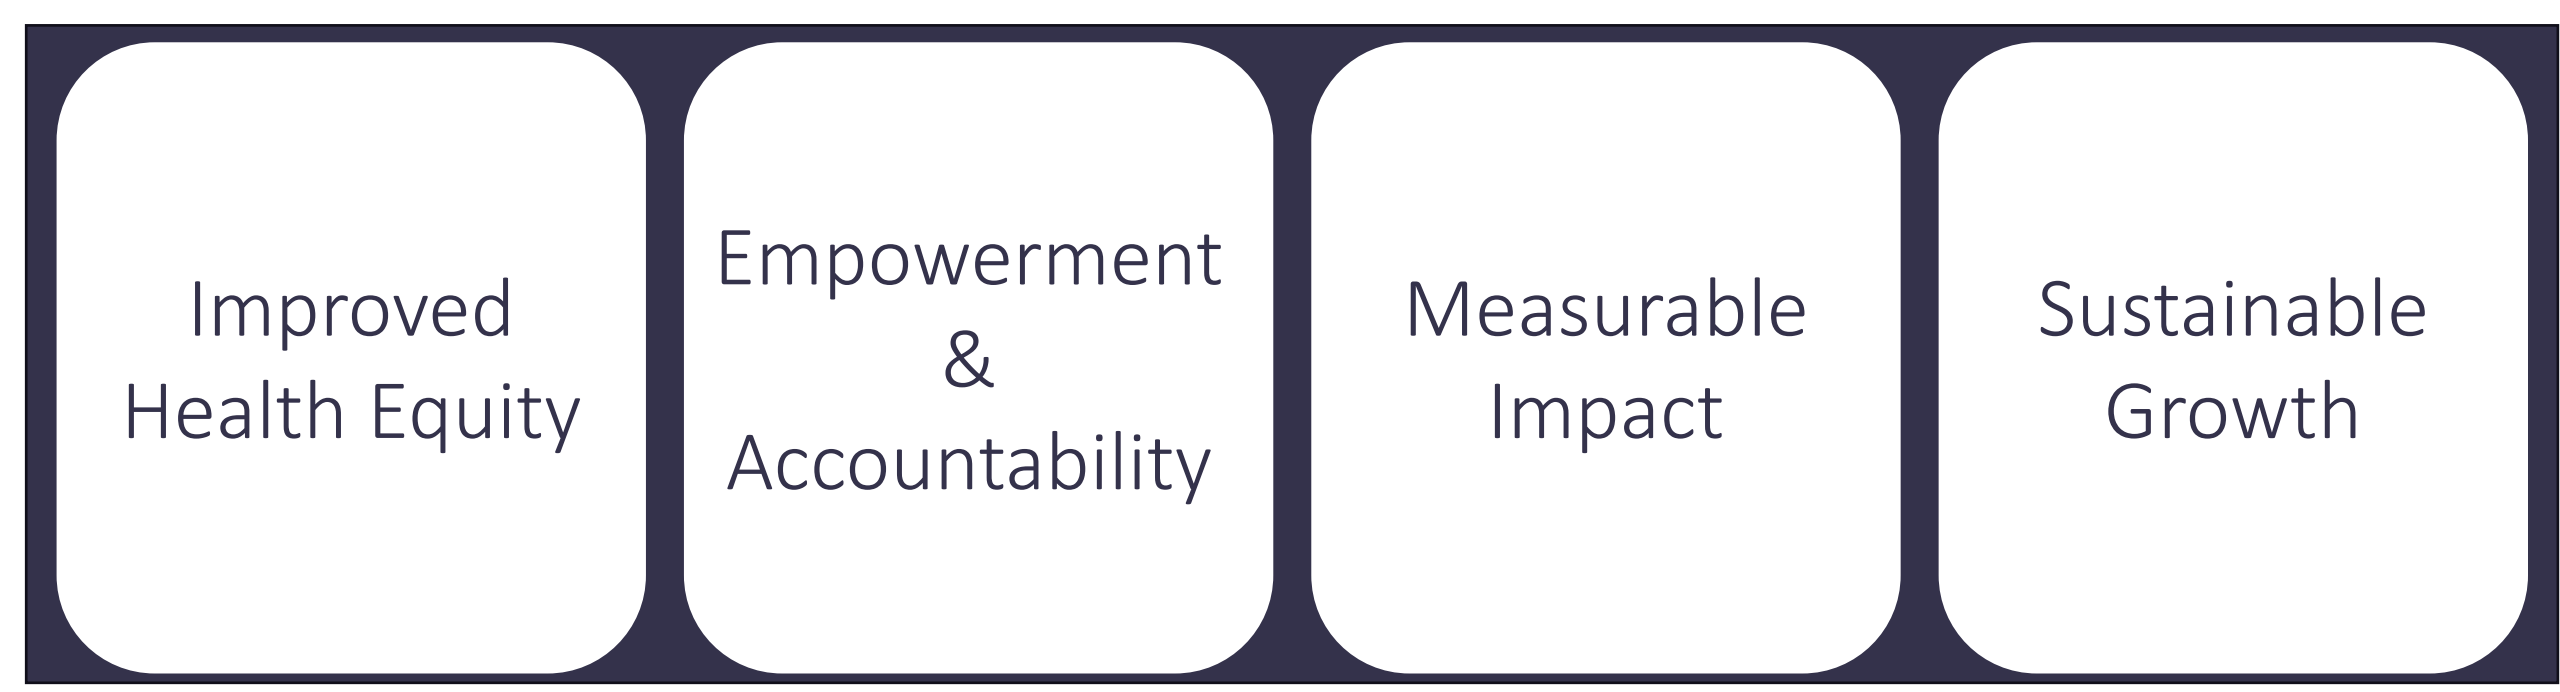 Improved
Health Equity
Empowerment
&
Accountability
Measurable
Impact
Sustainable
Growth